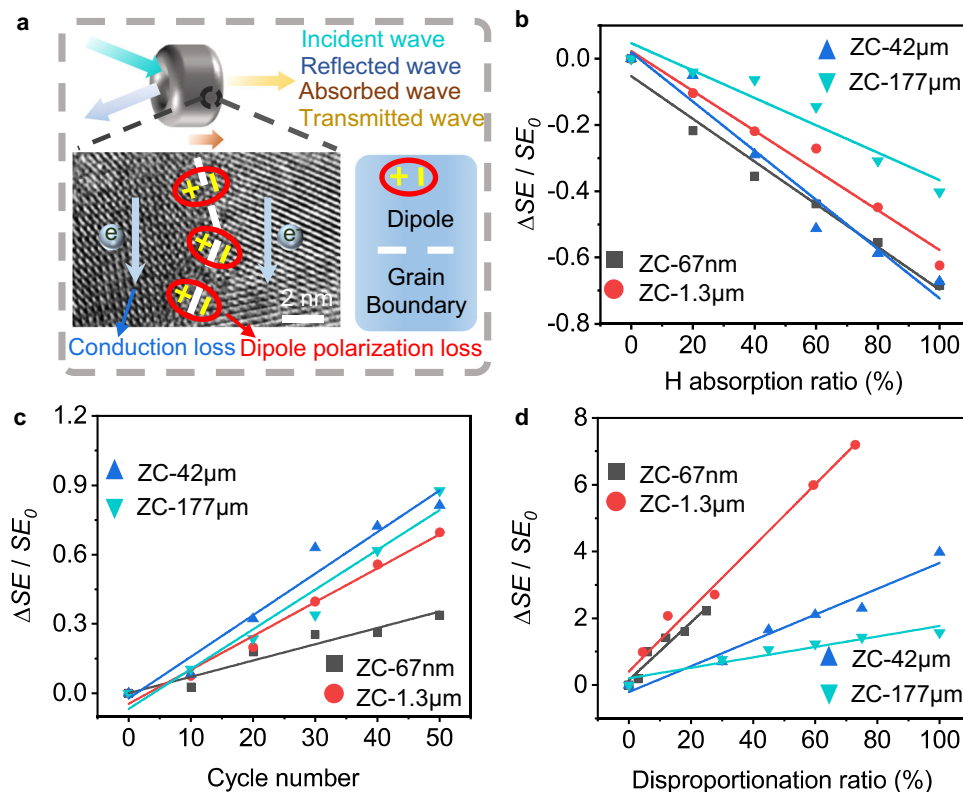 a
Incident wave
Reflected wave
Absorbed wave
Transmitted wave
+ −
Dipole
Grain
Boundary
e
e
+ −
+ −
+ −
2 nm
Conduction loss
Dipole polarization loss
b
ΔSE / SE0
0.0
-0.2
-0.4
-0.6
-0.8
ZC-42μm
ZC-177μm
ZC-67nm
ZC-1.3μm
0 20 40 60 80 100
H absorption ratio (%)
c
ΔSE / SE0
1.2
0.9
0.6
0.3
0.0
ZC-42μm
ZC-177μm
ZC-67nm
ZC-1.3μm
0 10 20 30 40 50
Cycle number
d
ΔSE / SE0
8
6
4
2
0
ZC-67nm
ZC-1.3μm
ZC-42μm
ZC-177μm
0 20 40 60 80 100
Disproportionation ratio (%)